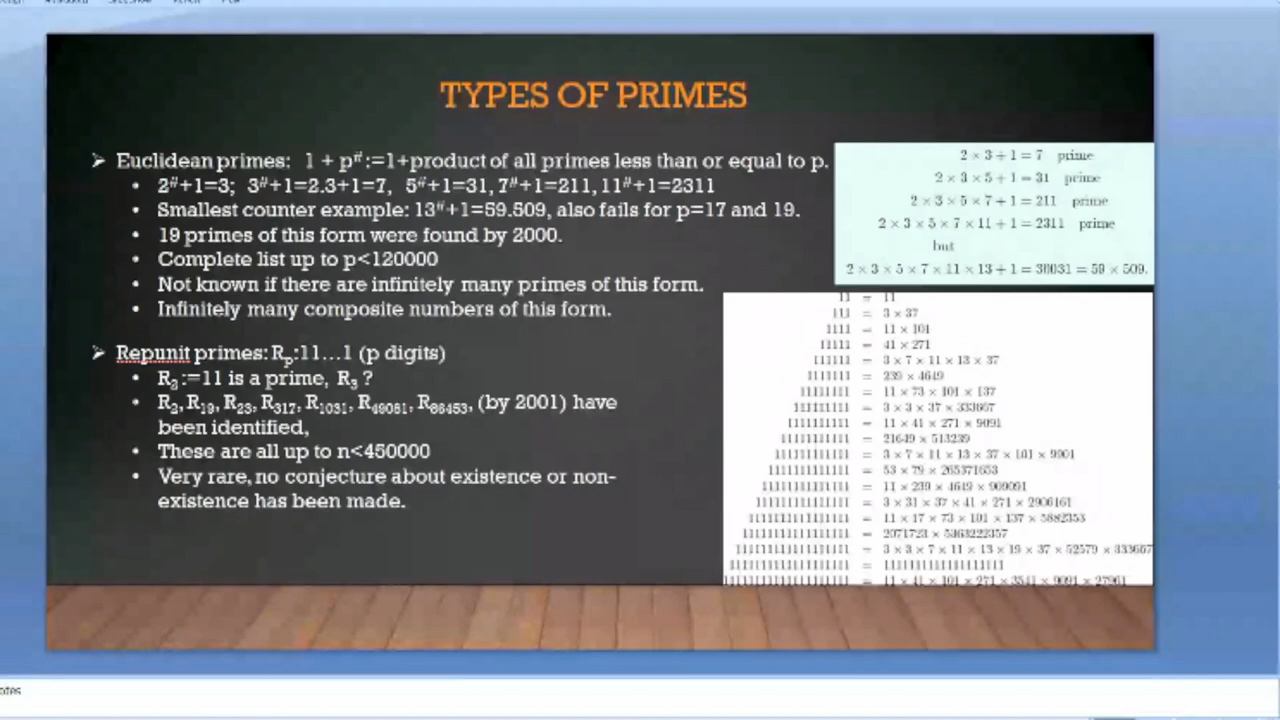 TYPES OF PRIMES
➢ Euclidean primes: 1 + p#:=1+product of all primes less than or equal to p.
• 2#+1=3; 3#+1=2.3+1=7, 5#+1=31, 7#+1=211, 11#+1=2311
• Smallest counter example: 13#+1=59.509, also fails for p=17 and 19.
• 19 primes of this form were found by 2000.
• Complete list up to p<120000
• Not known if there are infinitely many primes of this form.
• Infinitely many composite numbers of this form.
➢ Repunit primes: Rp:11…1 (p digits)
• R2:=11 is a prime, R3 ?
• R2, R19, R23, R317, R1031, R49081, R86453, (by 2001) have
been identified,
• These are all up to n<450000
• Very rare, no conjecture about existence or non-
existence has been made.
2 × 3 + 1 = 7 prime
2 × 3 × 5 + 1 = 31 prime
2 × 3 × 5 × 7 + 1 = 211 prime
2 × 3 × 5 × 7 × 11 + 1 = 2311 prime
but
2 × 3 × 5 × 7 × 11 × 13 + 1 = 30031 = 59 × 509.
11 = 11
111 = 3 × 37
1111 = 11 × 101
11111 = 41 × 271
111111 = 3 × 7 × 11 × 13 × 37
1111111 = 239 × 4649
11111111 = 11 × 73 × 101 × 137
111111111 = 3 × 3 × 37 × 333667
1111111111 = 11 × 41 × 271 × 9091
11111111111 = 21649 × 513239
111111111111 = 3 × 7 × 11 × 13 × 37 × 101 × 9901
1111111111111 = 53 × 79 × 265371653
11111111111111 = 11 × 239 × 4649 × 909091
111111111111111 = 3 × 31 × 37 × 41 × 271 × 2906161
1111111111111111 = 11 × 17 × 73 × 101 × 137 × 5882353
11111111111111111 = 2071723 × 5363222357
111111111111111111 = 3 × 3 × 7 × 11 × 13 × 19 × 37 × 52579 × 333667
1111111111111111111 = 1111111111111111111
11111111111111111111 = 11 × 41 × 101 × 271 × 3541 × 9091 × 27961
otes